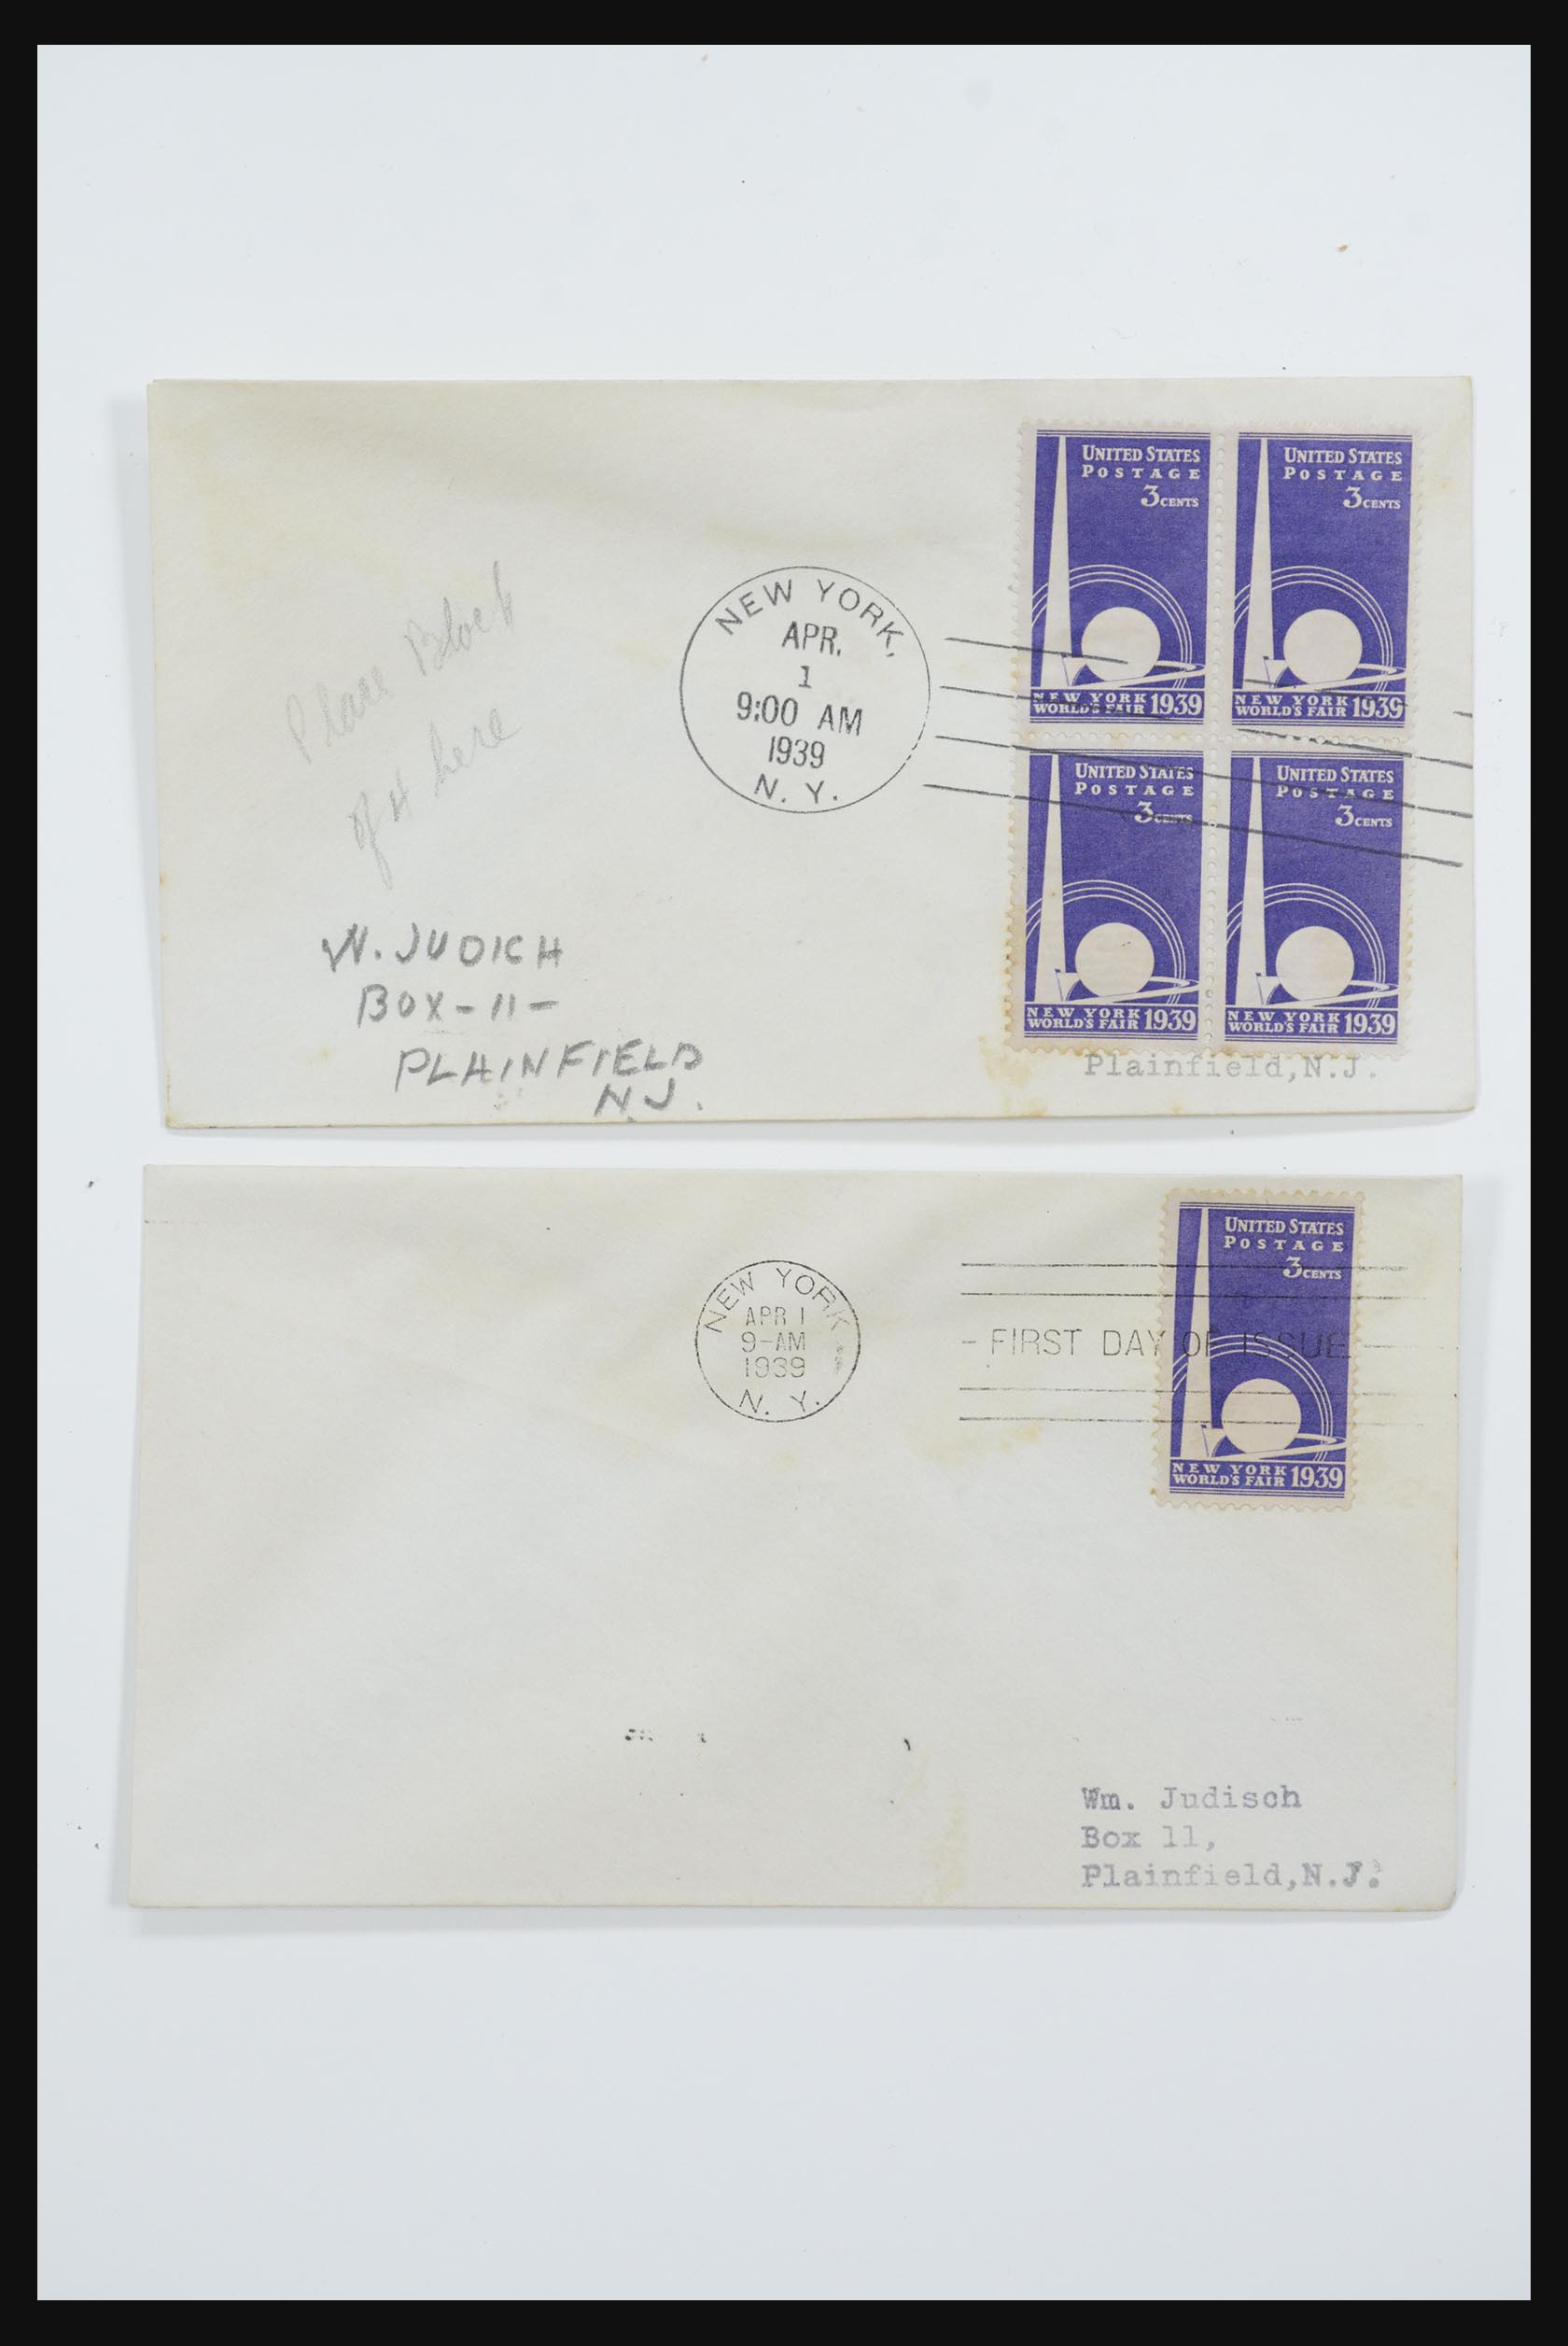 Place Block
of 4 here
W. JUDICH
BOX-11-
PLAINFIELD
N.J.
NEW YORK,
APR.
1
9:00 AM
1939
N. Y.
UNITED STATES
POSTAGE
3 CENTS
NEW YORK
WORLD'S FAIR 1939
UNITED STATES
POSTAGE
3 CENTS
NEW YORK
WORLD'S FAIR 1939
UNITED STATES
POSTAGE
3 CENTS
NEW YORK
WORLD'S FAIR 1939
UNITED STATES
POSTAGE
3 CENTS
NEW YORK
WORLD'S FAIR 1939
Plainfield,N.J.
NEW YORK
APR 1
9-AM
1939
N. Y.
- FIRST DAY OF ISSUE -
UNITED STATES
POSTAGE
3 CENTS
NEW YORK
WORLD'S FAIR 1939
Wm. Judisch
Box 11,
Plainfield,N.J.